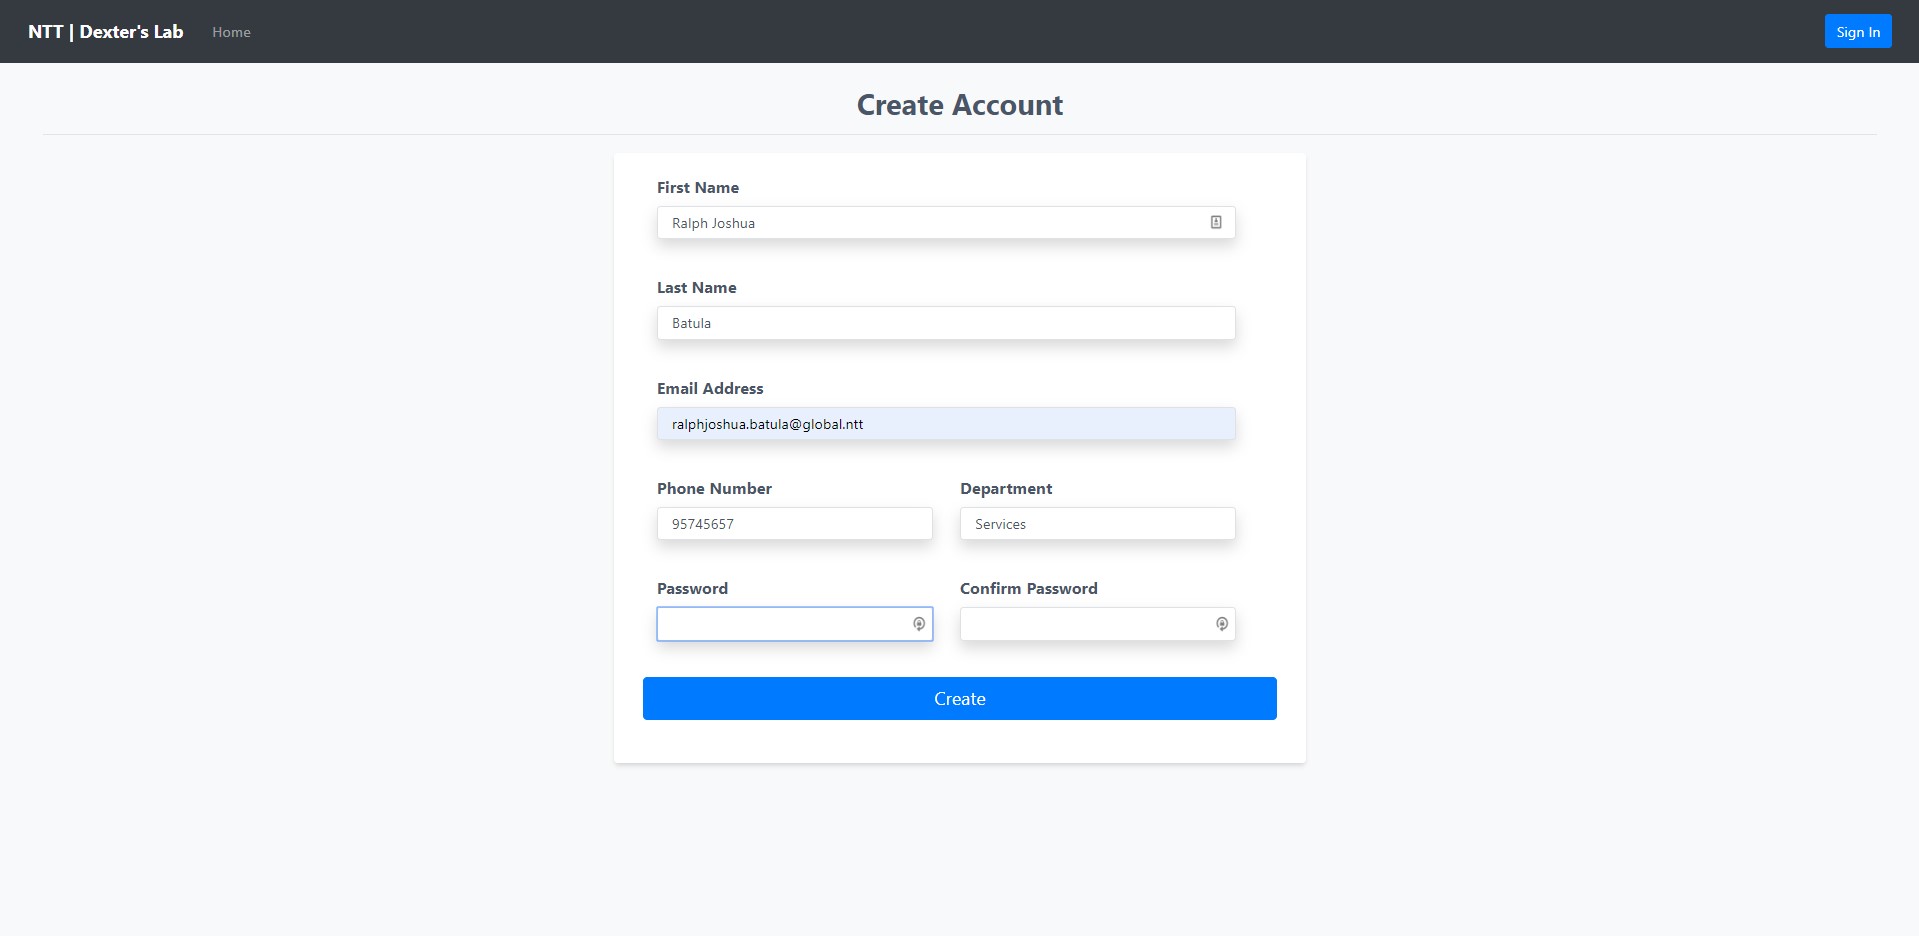 NTT | Dexter's Lab Home Sign In
Create Account
First Name
Ralph Joshua
Last Name
Batula
Email Address
ralphjoshua.batula@global.ntt
Phone Number Department
95745657 Services
Password Confirm Password
Create